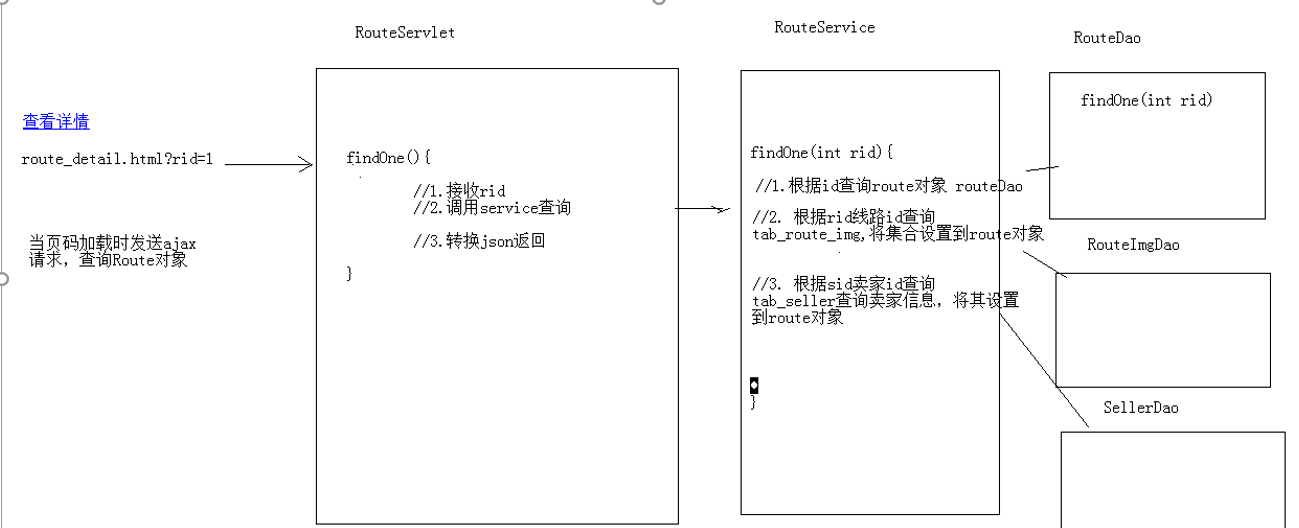 RouteServlet
RouteService
RouteDao
查看详情
route_detail.html?rid=1
当页码加载时发送ajax
请求，查询Route对象
findOne(){
//1.接收rid
//2.调用service查询
//3.转换json返回
}
findOne(int rid){
//1.根据id查询route对象 routeDao
//2. 根据rid线路id查询
tab_route_img,将集合设置到route对象
//3. 根据sid卖家id查询
tab_seller查询卖家信息，将其设置
到route对象
}
findOne(int rid)
RouteImgDao
SellerDao